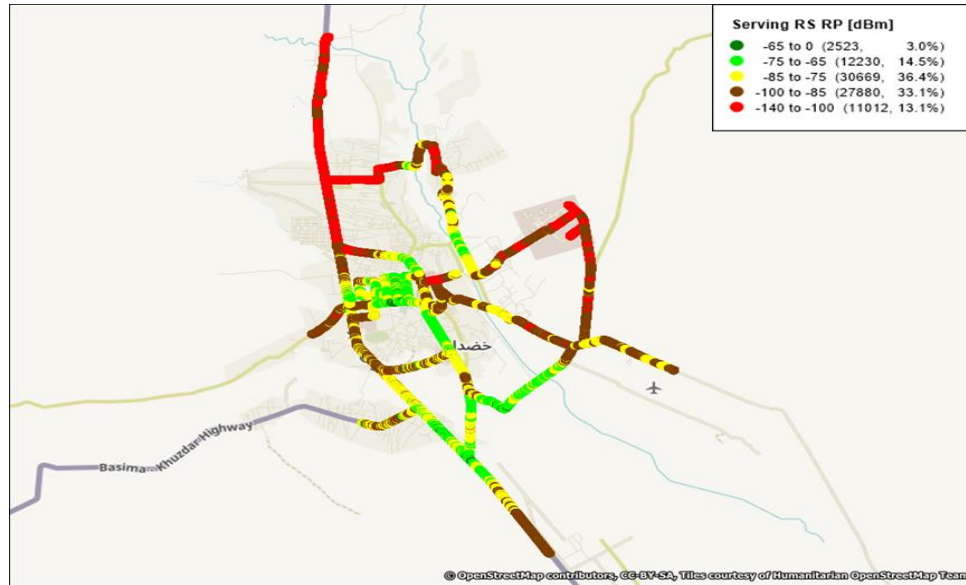 Serving RS RP [dBm]
-65 to 0 (2523, 3.0%)
-75 to -65 (12230, 14.5%)
-85 to -75 (30669, 36.4%)
-100 to -85 (27880, 33.1%)
-140 to -100 (11012, 13.1%)
خضدا
Basima - Khuzdar Highway
© OpenStreetMap contributors, CC-BY-SA, Tiles courtesy of Humanitarian OpenStreetMap Team